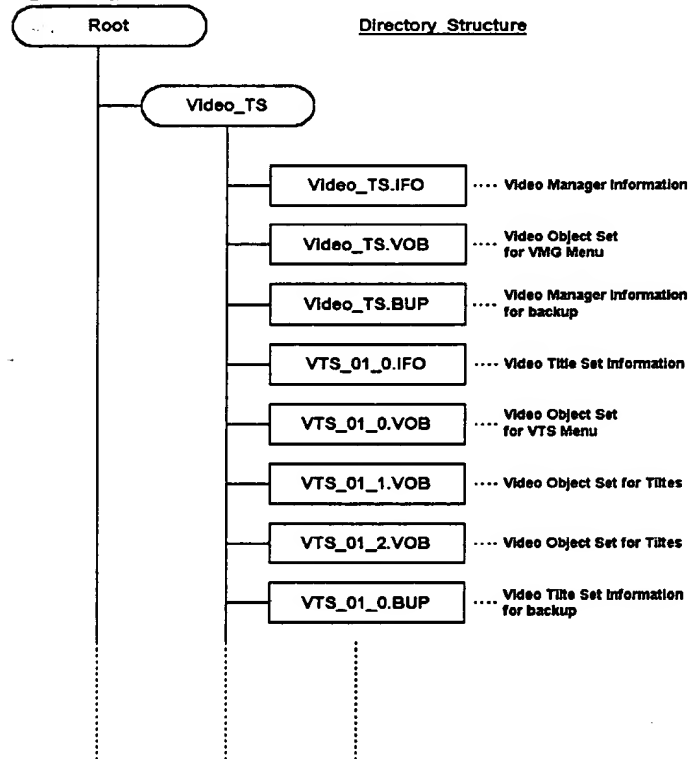 Root
Directory Structure
Video_TS
Video_TS.IFO
Video Manager Information
Video_TS.VOB
Video Object Set
for VMG Menu
Video_TS.BUP
Video Manager Information
for backup
VTS_01_0.IFO
Video Title Set Information
VTS_01_0.VOB
Video Object Set
for VTS Menu
VTS_01_1.VOB
Video Object Set for Tiltes
VTS_01_2.VOB
Video Object Set for Tiltes
VTS_01_0.BUP
Video Tilte Set Information
for backup